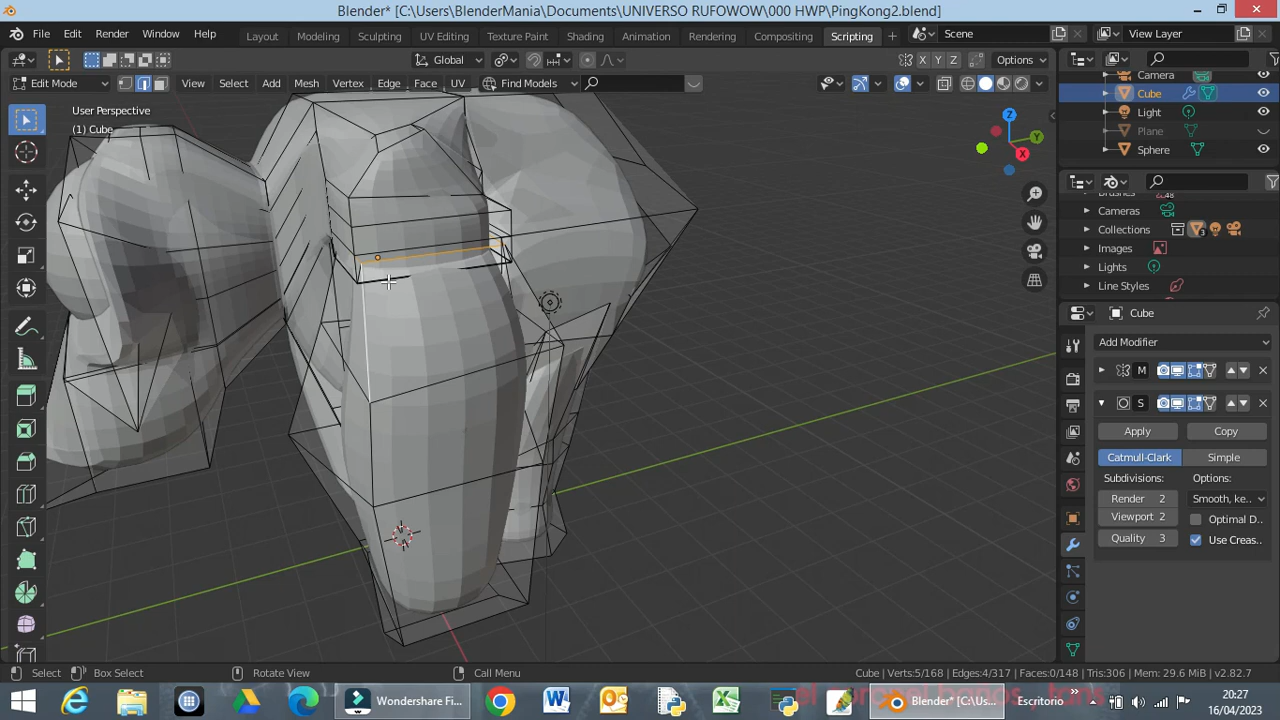 Blender* [C:\Users\BlenderMania\Documents\UNIVERSO RUFOWOW\000 HWP\PingKong2.blend]
File Edit Render Window Help Layout Modeling Sculpting UV Editing Texture Paint Shading Animation Rendering Compositing Scripting Scene View Layer
Global X Y Z Options
Edit Mode View Select Add Mesh Vertex Edge Face UV Find Models
User Perspective
(1) Cube
Z
Y
X
Camera
Cube
Light
Plane
Sphere
Brushes
Cameras
Collections 3
Images
Lights
Line Styles
Cube
Add Modifier
M
S
Apply Copy
Catmull-Clark Simple
Subdivisions: Options:
Render 2 Smooth, ke..
Viewport 2 Optimal D..
Quality 3 Use Creas..
Select Box Select Rotate View Call Menu Cube | Verts:5/168 | Edges:4/317 | Faces:0/148 | Tris:306 | Mem: 29.6 MiB | v2.82.7
Wondershare Fi... Blender* [C:\Us... Escritorio
20:27
16/04/2023